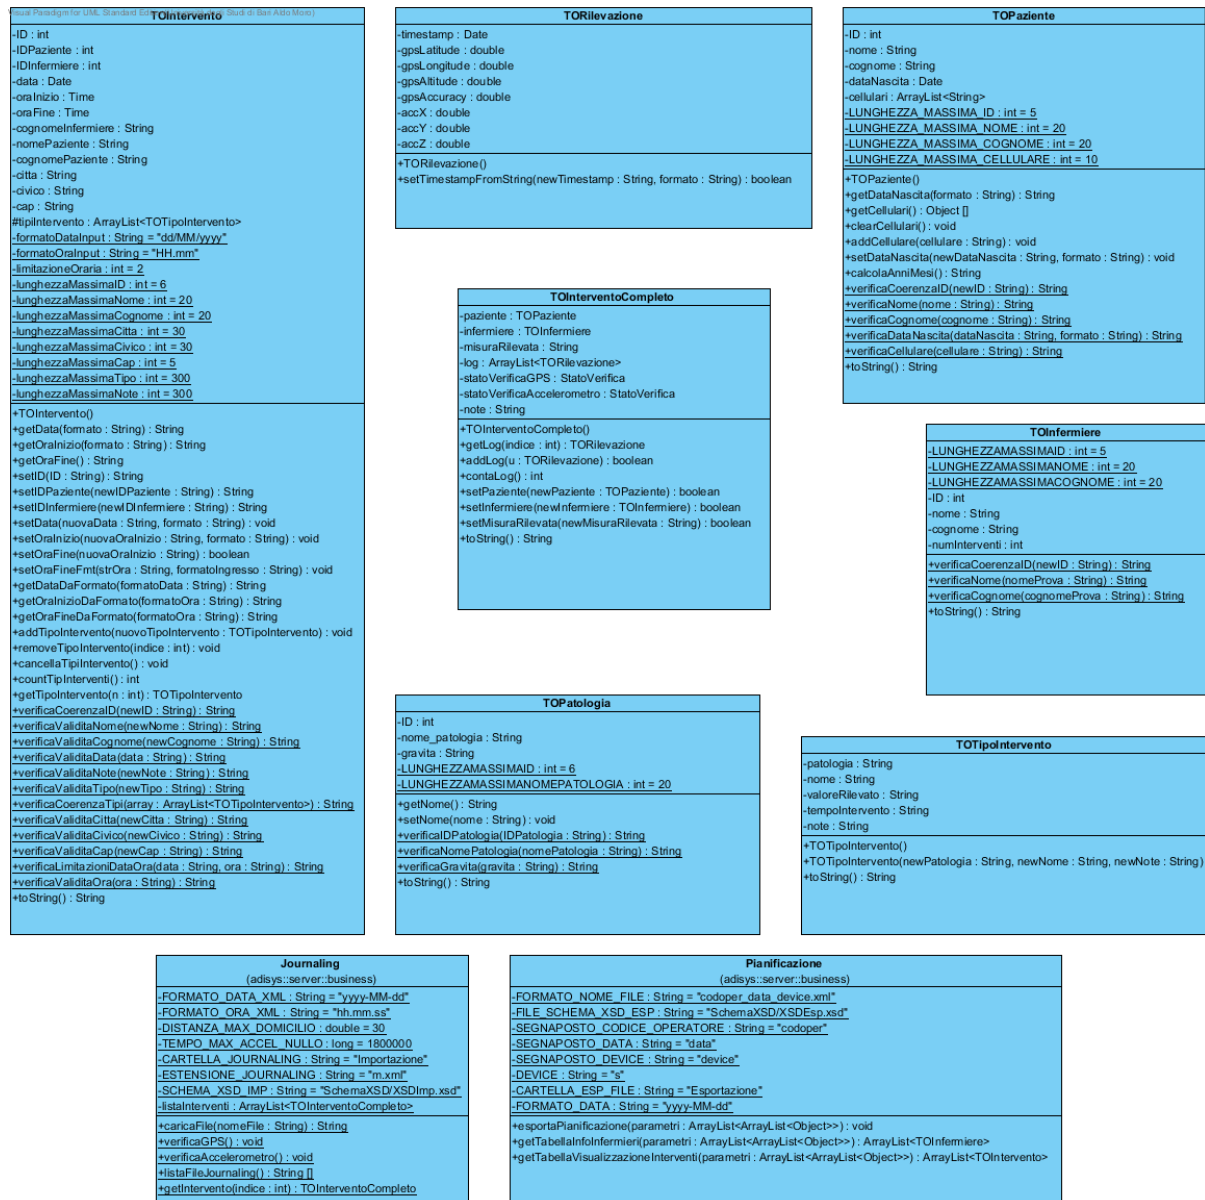 Visual Paradigm for UML Standard Edition(Università degli Studi di Bari Aldo Moro)
TOIntervento
-ID : int
-IDPaziente : int
-IDInfermiere : int
-data : Date
-oraInizio : Time
-oraFine : Time
-cognomeInfermiere : String
-nomePaziente : String
-cognomePaziente : String
-citta : String
-civico : String
-cap : String
#tipiIntervento : ArrayList<TOTipoIntervento>
-formatoDataInput : String = "dd/MM/yyyy"
-formatoOraInput : String = "HH.mm"
-limitazioneOraria : int = 2
-lunghezzaMassimaID : int = 6
-lunghezzaMassimaNome : int = 20
-lunghezzaMassimaCognome : int = 20
-lunghezzaMassimaCitta : int = 30
-lunghezzaMassimaCivico : int = 30
-lunghezzaMassimaCap : int = 5
-lunghezzaMassimaTipo : int = 300
-lunghezzaMassimaNote : int = 300
+TOIntervento()
+getData(formato : String) : String
+getOraInizio(formato : String) : String
+getOraFine() : String
+setID(ID : String) : String
+setIDPaziente(newIDPaziente : String) : String
+setIDInfermiere(newIDInfermiere : String) : String
+setData(nuovaData : String, formato : String) : void
+setOraInizio(nuovaOraInizio : String, formato : String) : void
+setOraFine(nuovaOraInizio : String) : boolean
+setOraFineFmt(strOra : String, formatoIngresso : String) : void
+getDataDaFormato(formatoData : String) : String
+getOraInizioDaFormato(formatoOra : String) : String
+getOraFineDaFormato(formatoOra : String) : String
+addTipoIntervento(nuovoTipoIntervento : TOTipoIntervento) : void
+removeTipoIntervento(indice : int) : void
+cancellaTipiIntervento() : void
+countTipInterventi() : int
+getTipoIntervento(n : int) : TOTipoIntervento
+verificaCoerenzaID(newID : String) : String
+verificaValiditaNome(newNome : String) : String
+verificaValiditaCognome(newCognome : String) : String
+verificaValiditaData(data : String) : String
+verificaValiditaNote(newNote : String) : String
+verificaValiditaTipo(newTipo : String) : String
+verificaCoerenzaTipi(array : ArrayList<TOTipoIntervento>) : String
+verificaValiditaCitta(newCitta : String) : String
+verificaValiditaCivico(newCivico : String) : String
+verificaValiditaCap(newCap : String) : String
+verificaLimitazioniDataOra(data : String, ora : String) : String
+verificaValiditaOra(ora : String) : String
+toString() : String
TORilevazione
-timestamp : Date
-gpsLatitude : double
-gpsLongitude : double
-gpsAltitude : double
-gpsAccuracy : double
-accX : double
-accY : double
-accZ : double
+TORilevazione()
+setTimestampFromString(newTimestamp : String, formato : String) : boolean
TOPaziente
-ID : int
-nome : String
-cognome : String
-dataNascita : Date
-cellulari : ArrayList<String>
-LUNGHEZZA_MASSIMA_ID : int = 5
-LUNGHEZZA_MASSIMA_NOME : int = 20
-LUNGHEZZA_MASSIMA_COGNOME : int = 20
-LUNGHEZZA_MASSIMA_CELLULARE : int = 10
+TOPaziente()
+getDataNascita(formato : String) : String
+getCellulari() : Object []
+clearCellulari() : void
+addCellulare(cellulare : String) : void
+setDataNascita(newDataNascita : String, formato : String) : void
+calcolaAnniMesi() : String
+verificaCoerenzaID(newID : String) : String
+verificaNome(nome : String) : String
+verificaCognome(cognome : String) : String
+verificaDataNascita(dataNascita : String, formato : String) : String
+verificaCellulare(cellulare : String) : String
+toString() : String
TOInterventoCompleto
-paziente : TOPaziente
-infermiere : TOInfermiere
-misuraRilevata : String
-log : ArrayList<TORilevazione>
-statoVerificaGPS : StatoVerifica
-statoVerificaAccelerometro : StatoVerifica
-note : String
+TOInterventoCompleto()
+getLog(indice : int) : TORilevazione
+addLog(u : TORilevazione) : boolean
+contaLog() : int
+setPaziente(newPaziente : TOPaziente) : boolean
+setInfermiere(newInfermiere : TOInfermiere) : boolean
+setMisuraRilevata(newMisuraRilevata : String) : boolean
+toString() : String
TOInfermiere
-LUNGHEZZAMASSIMAID : int = 5
-LUNGHEZZAMASSIMANOME : int = 20
-LUNGHEZZAMASSIMACOGNOME : int = 20
-ID : int
-nome : String
-cognome : String
-numInterventi : int
+verificaCoerenzaID(newID : String) : String
+verificaNome(nomeProva : String) : String
+verificaCognome(cognomeProva : String) : String
+toString() : String
TOPatologia
-ID : int
-nome_patologia : String
-gravita : String
-LUNGHEZZAMASSIMAID : int = 6
-LUNGHEZZAMASSIMANOMEPATOLOGIA : int = 20
+getNome() : String
+setNome(nome : String) : void
+verificaIDPatologia(IDPatologia : String) : String
+verificaNomePatologia(nomePatologia : String) : String
+verificaGravita(gravita : String) : String
+toString() : String
TOTipoIntervento
-patologia : String
-nome : String
-valoreRilevato : String
-tempoIntervento : String
-note : String
+TOTipoIntervento()
+TOTipoIntervento(newPatologia : String, newNome : String, newNote : String)
+toString() : String
Journaling
(adisys::server::business)
-FORMATO_DATA_XML : String = "yyyy-MM-dd"
-FORMATO_ORA_XML : String = "hh.mm.ss"
-DISTANZA_MAX_DOMICILIO : double = 30
-TEMPO_MAX_ACCEL_NULLO : long = 1800000
-CARTELLA_JOURNALING : String = "Importazione"
-ESTENSIONE_JOURNALING : String = "m.xml"
-SCHEMA_XSD_IMP : String = "SchemaXSD/XSDImp.xsd"
-listaInterventi : ArrayList<TOInterventoCompleto>
+caricaFile(nomeFile : String) : String
+verificaGPS() : void
+verificaAccelerometro() : void
+listaFileJournaling() : String []
+getIntervento(indice : int) : TOInterventoCompleto
Pianificazione
(adisys::server::business)
-FORMATO_NOME_FILE : String = "codoper_data_device.xml"
-FILE_SCHEMA_XSD_ESP : String = "SchemaXSD/XSDEsp.xsd"
-SEGNAPOSTO_CODICE_OPERATORE : String = "codoper"
-SEGNAPOSTO_DATA : String = "data"
-SEGNAPOSTO_DEVICE : String = "device"
-DEVICE : String = "s"
-CARTELLA_ESP_FILE : String = "Esportazione"
-FORMATO_DATA : String = "yyyy-MM-dd"
+esportaPianificazione(parametri : ArrayList<ArrayList<Object>>) : void
+getTabellaInfoInfermieri(parametri : ArrayList<ArrayList<Object>>) : ArrayList<TOInfermiere>
+getTabellaVisualizzazioneInterventi(parametri : ArrayList<ArrayList<Object>>) : ArrayList<TOIntervento>